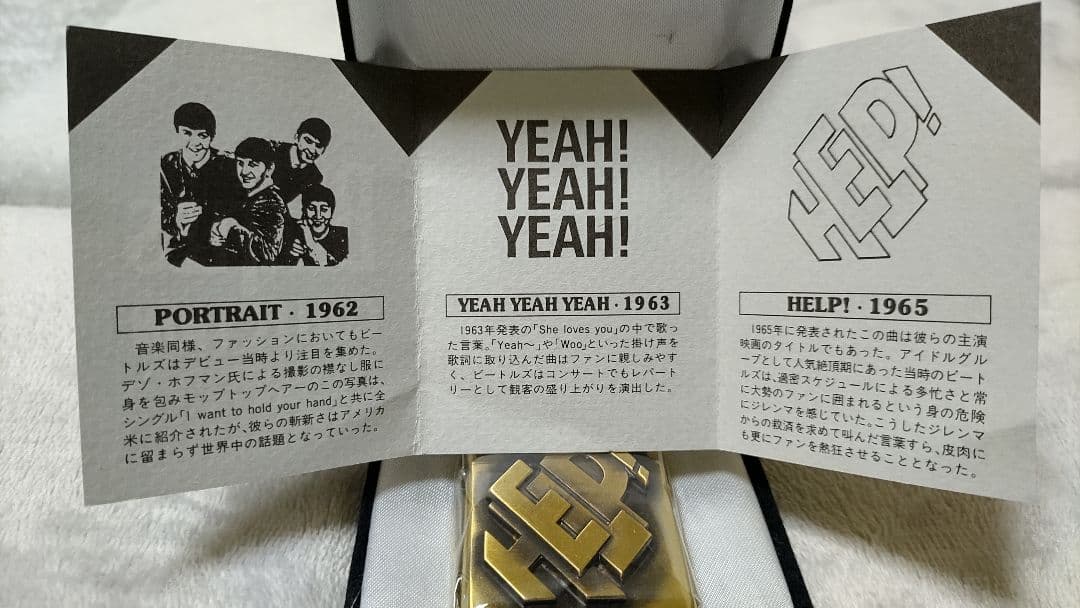 PORTRAIT · 1962
音楽同様、ファッションにおいてもビー
トルズはデビュー当時より注目を集めた。
デゾ・ホフマン氏による撮影の襟なし服に
身を包みモップトップヘアーのこの写真は、
シングル「I want to hold your hand」と共に全
米に紹介されたが、彼らの斬新さはアメリカ
に留まらず世界中の話題となっていった。
YEAH!
YEAH!
YEAH!
YEAH YEAH YEAH · 1963
1963年発表の「She loves you」の中で歌っ
た言葉。「Yeah〜」や「Woo」といった掛け声を
歌詞に取り込んだ曲はファンに親しみやす
く、ビートルズはコンサートでもレパート
リーとして観客の盛り上がりを演出した。
HELP!
HELP! · 1965
1965年に発表されたこの曲は彼らの主演
映画のタイトルでもあった。アイドルグル
ープとして人気絶頂期にあった当時のビート
ルズは、過密スケジュールによる多忙さと常
に大勢のファンに囲まれるという身の危険
にジレンマを感じていた。こうしたジレンマ
からの救済を求めて叫んだ言葉すら、皮肉に
も更にファンを熱狂させることとなった。
HELP!